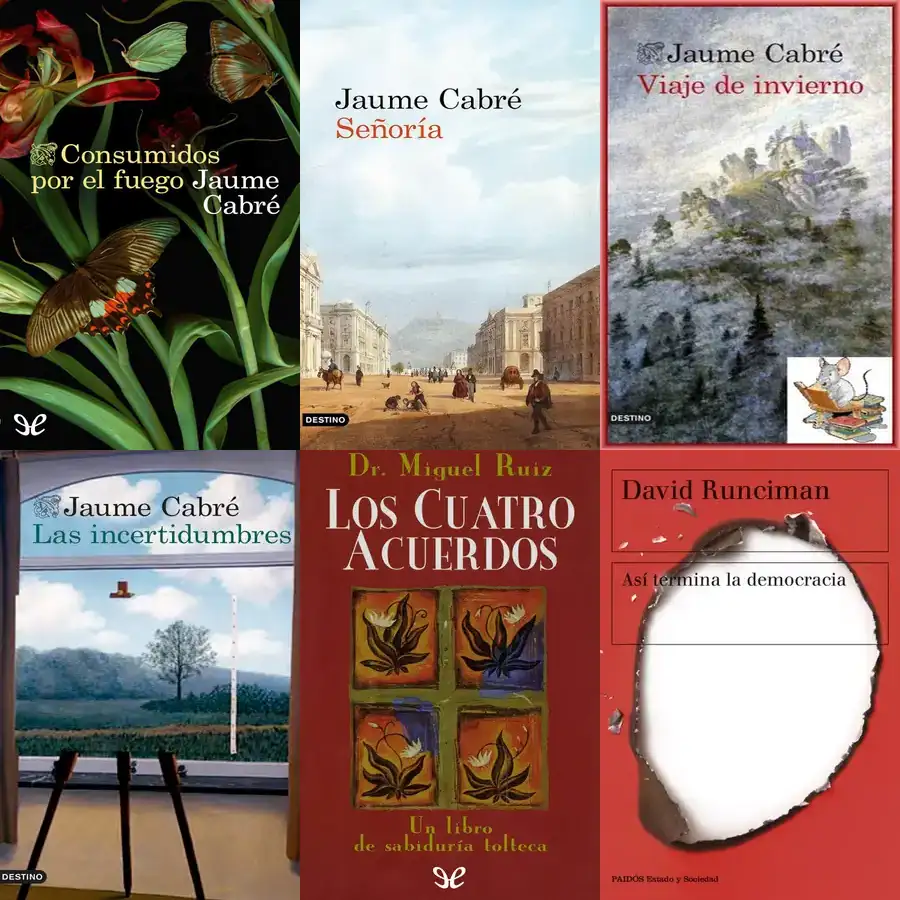 Consumidos
por el fuego Jaume
Cabré
Jaume Cabré
Señoría
DESTINO
Jaume Cabré
Viaje de invierno
DESTINO
Jaume Cabré
Las incertidumbres
DESTINO
Dr. Miguel Ruiz
LOS CUATRO
ACUERDOS
Un libro
de sabiduría tolteca
David Runciman
Así termina la democracia
PAIDÓS Estado y Sociedad